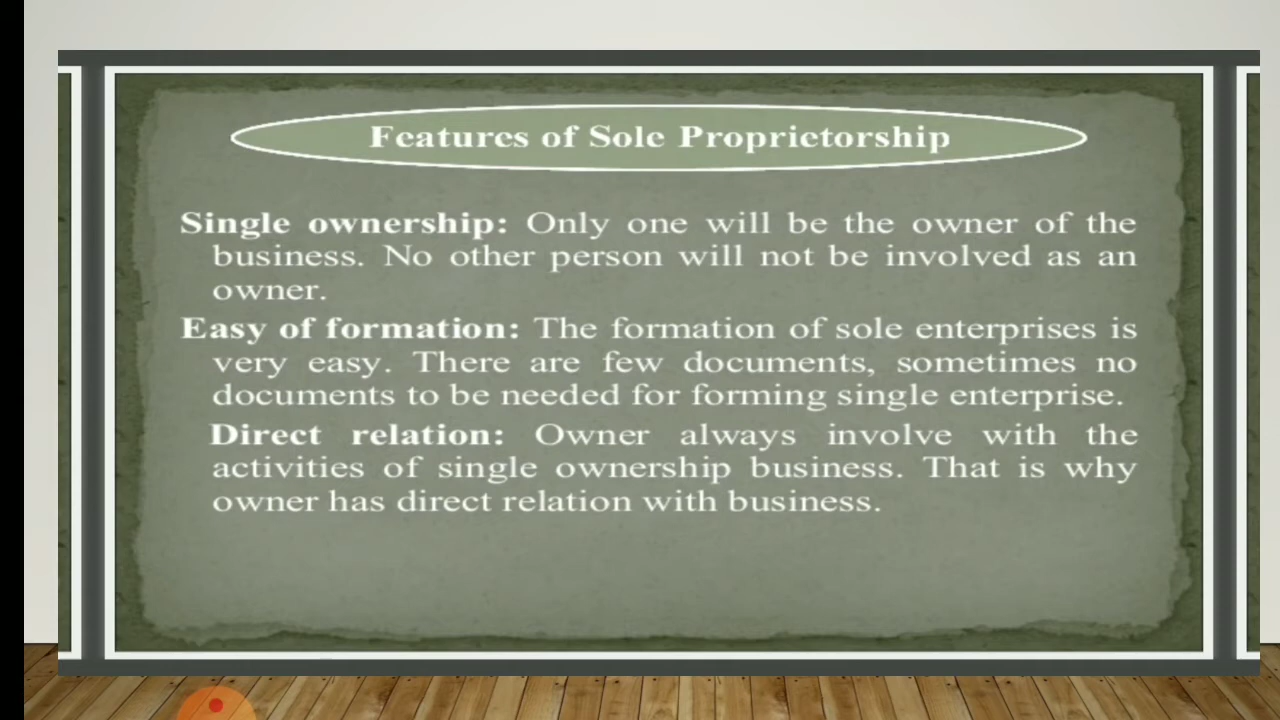 Features of Sole Proprietorship
Single ownership: Only one will be the owner of the
business. No other person will not be involved as an
owner.
Easy of formation: The formation of sole enterprises is
very easy. There are few documents, sometimes no
documents to be needed for forming single enterprise.
Direct relation: Owner always involve with the
activities of single ownership business. That is why
owner has direct relation with business.